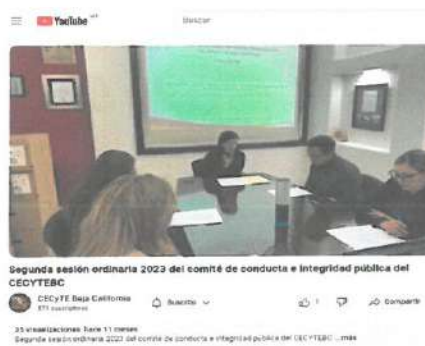 YouTube MX
Buscar
Segunda sesión ordinaria 2023 del comité de conducta e integridad pública del
CECYTEBC
CECyTE Baja California
Suscrito
1
Compartir
suscriptores
35 visualizaciones hace 11 meses
Segunda sesión ordinaria 2023 del comité de conducta e integridad pública del CECYTEBC ...más